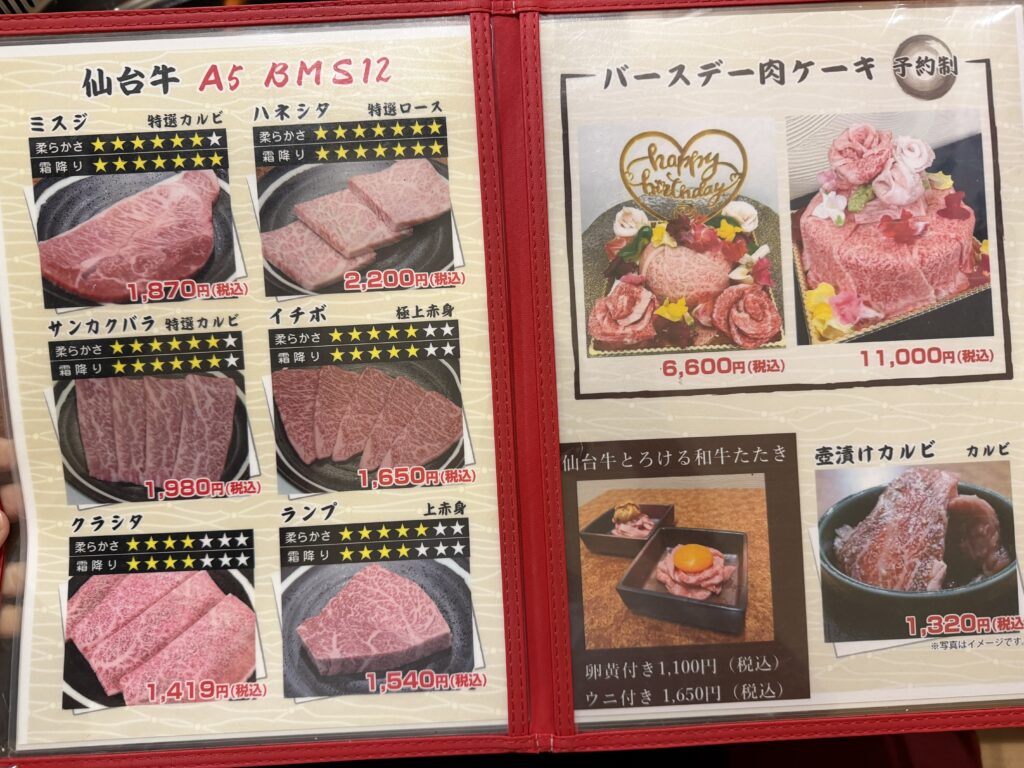 仙台牛 A5 BMS12
ミスジ 特選カルビ
柔らかさ ★★★★★★★
霜降り ★★★★★★★
1,870円(税込)
ハネシタ 特選ロース
柔らかさ ★★★★★★★
霜降り ★★★★★★★
2,200円(税込)
サンカクバラ 特選カルビ
柔らかさ ★★★★★★★
霜降り ★★★★★★★
1,980円(税込)
イチボ 極上赤身
柔らかさ ★★★★★★★
霜降り ★★★★★★★
1,650円(税込)
クラシタ
柔らかさ ★★★★★★★
霜降り ★★★★★★★
1,419円(税込)
ランプ 上赤身
柔らかさ ★★★★★★★
霜降り ★★★★★★★
1,540円(税込)
バースデー肉ケーキ 予約制
happy
birthday
6,600円(税込)
11,000円(税込)
仙台牛とろける和牛たたき
卵黄付き 1,100円（税込）
ウニ付き 1,650円（税込）
壺漬けカルビ カルビ
1,320円(税込
※写真はイメージです